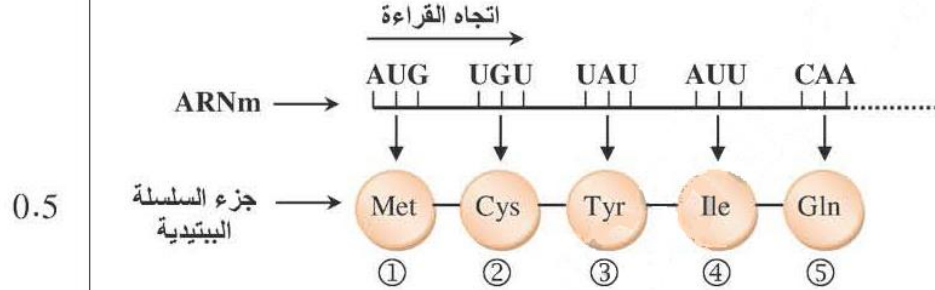 اتجاه القراءة
AUG UGU UAU AUU CAA
ARNm
0.5
جزء السلسلة
الببتيدية
Met Cys Tyr Ile Gln
① ② ③ ④ ⑤